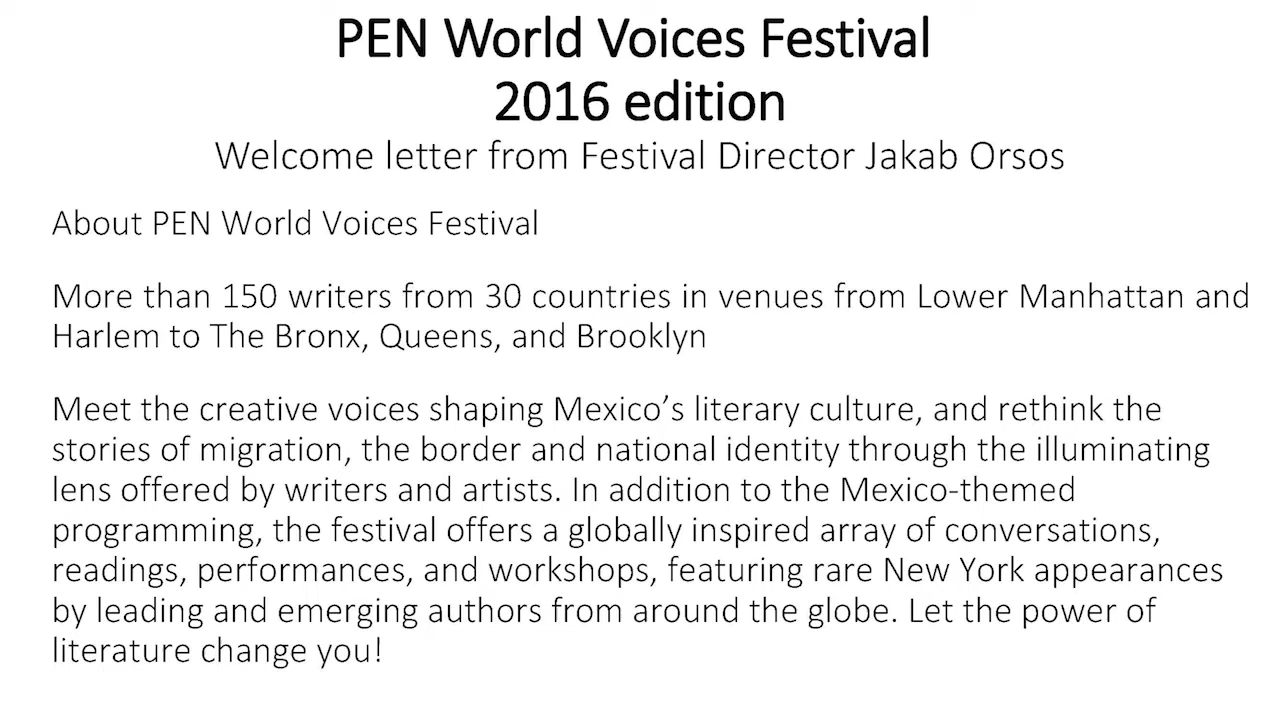 PEN World Voices Festival
2016 edition
Welcome letter from Festival Director Jakab Orsos
About PEN World Voices Festival
More than 150 writers from 30 countries in venues from Lower Manhattan and
Harlem to The Bronx, Queens, and Brooklyn
Meet the creative voices shaping Mexico’s literary culture, and rethink the
stories of migration, the border and national identity through the illuminating
lens offered by writers and artists. In addition to the Mexico-themed
programming, the festival offers a globally inspired array of conversations,
readings, performances, and workshops, featuring rare New York appearances
by leading and emerging authors from around the globe. Let the power of
literature change you!